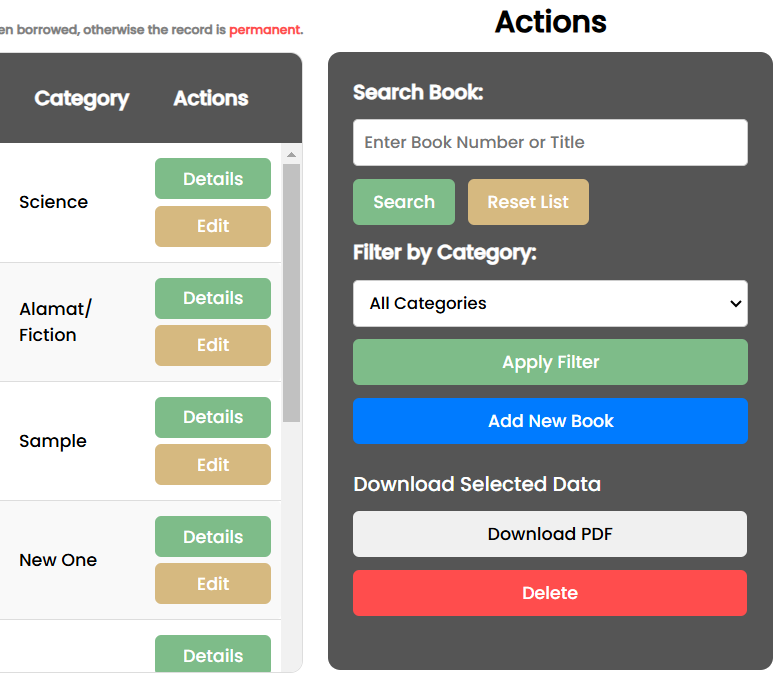 en borrowed, otherwise the record is permanent.
Category Actions
Science
Details
Edit
Alamat/
Fiction
Details
Edit
Sample
Details
Edit
New One
Details
Edit
Details
Actions
Search Book:
Enter Book Number or Title
Search Reset List
Filter by Category:
All Categories
Apply Filter
Add New Book
Download Selected Data
Download PDF
Delete